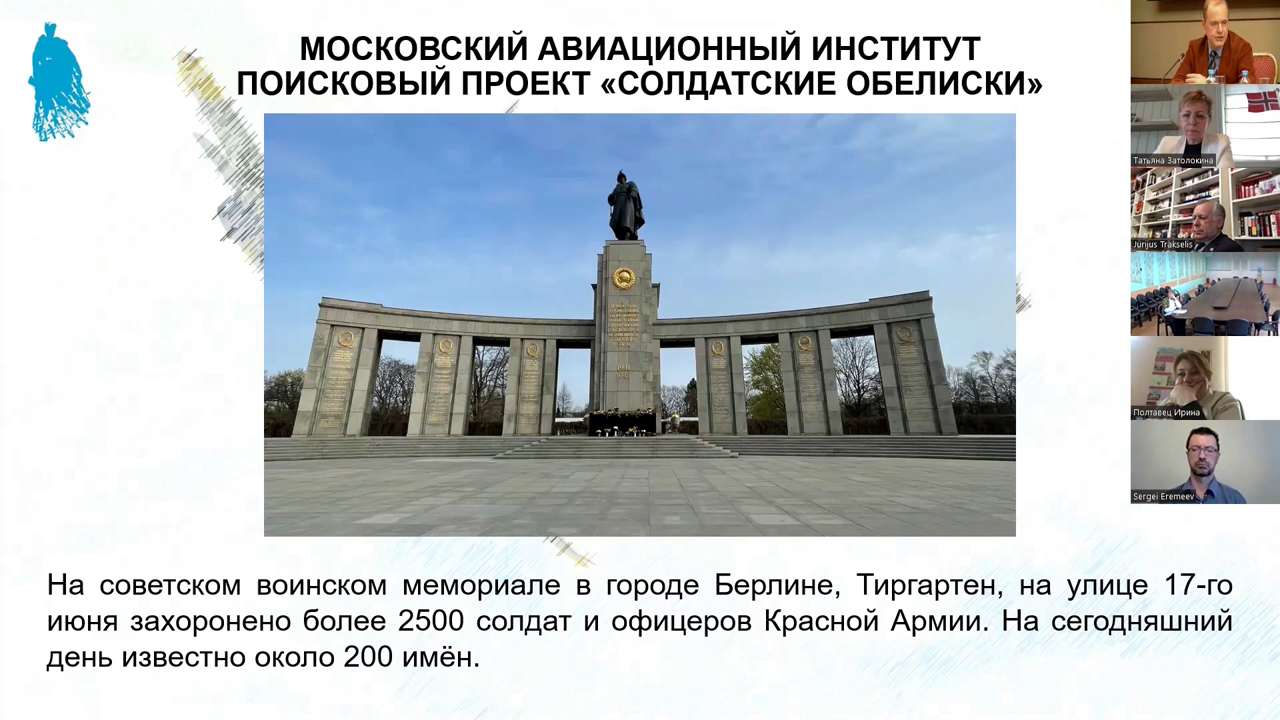 МОСКОВСКИЙ АВИАЦИОННЫЙ ИНСТИТУТ
ПОИСКОВЫЙ ПРОЕКТ «СОЛДАТСКИЕ ОБЕЛИСКИ»
Татьяна Затолокина
Jūrijus Trakšelis
Полтавец Ирина
Sergei Eremeev
На советском воинском мемориале в городе Берлине, Тиргартен, на улице 17-го
июня захоронено более 2500 солдат и офицеров Красной Армии. На сегодняшний
день известно около 200 имён.